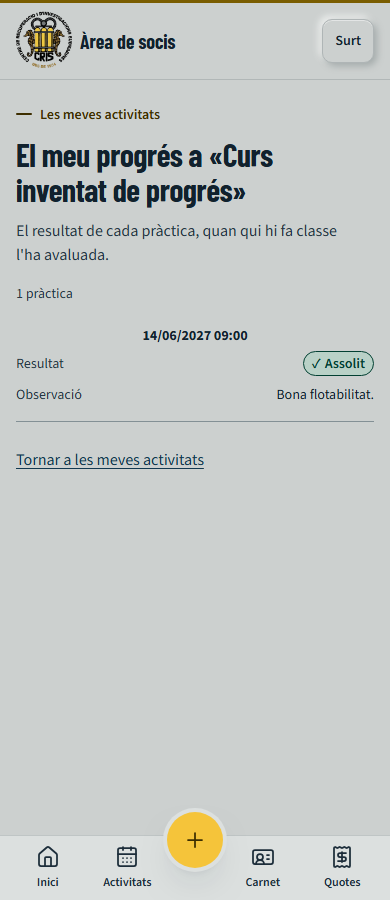 CRIS
Àrea de socis
Surt
Les meves activitats
El meu progrés a «Curs
inventat de progrés»
El resultat de cada pràctica, quan qui hi fa classe
l'ha avaluada.
1 pràctica
14/06/2027 09:00
Resultat
✓ Assolit
Observació
Bona flotabilitat.
Tornar a les meves activitats
Inici
Activitats
Carnet
Quotes